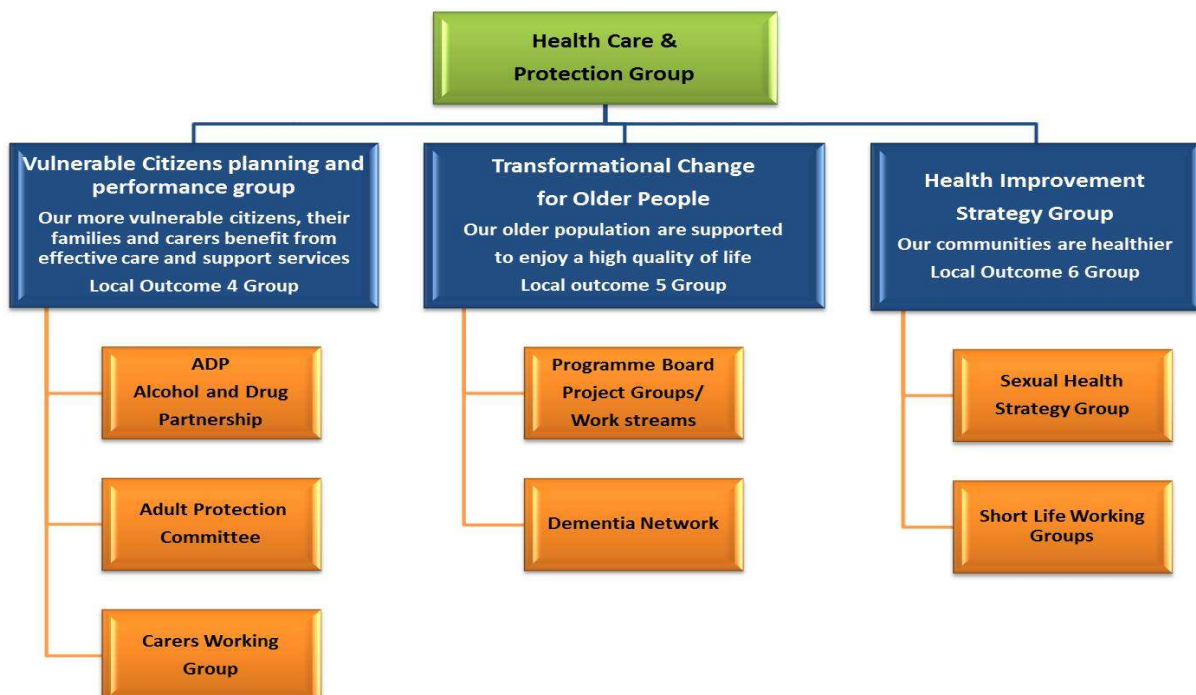 Health Care &
Protection Group
Vulnerable Citizens planning and
performance group
Our more vulnerable citizens, their
families and carers benefit from
effective care and support services
Local Outcome 4 Group
Transformational Change
for Older People
Our older population are supported
to enjoy a high quality of life
Local outcome 5 Group
Health Improvement
Strategy Group
Our communities are healthier
Local Outcome 6 Group
ADP
Alcohol and Drug
Partnership
Adult Protection
Committee
Carers Working
Group
Programme Board
Project Groups/
Work streams
Dementia Network
Sexual Health
Strategy Group
Short Life Working
Groups